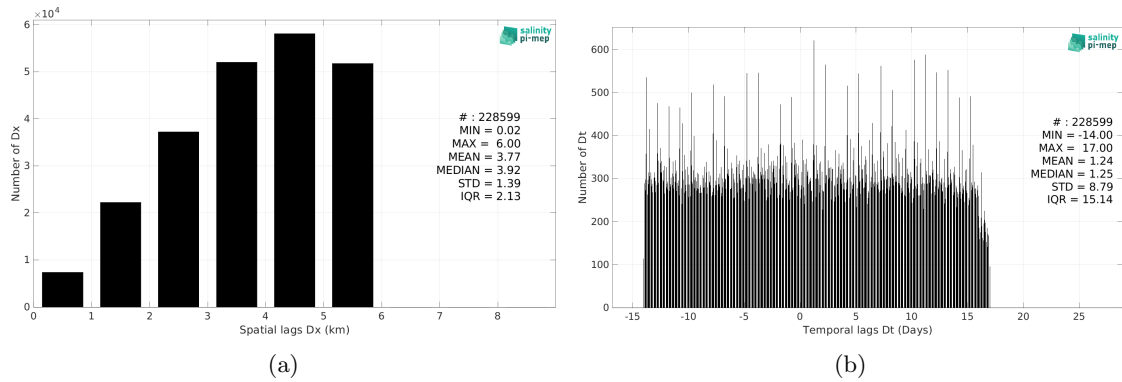 ×10⁴
6
5
4
3
2
1
0
Number of Dx
0 1 2 3 4 5 6 7 8
Spatial lags Dx (km)
salinity
pi-mep
# : 228599
MIN = 0.02
MAX = 6.00
MEAN = 3.77
MEDIAN = 3.92
STD = 1.39
IQR = 2.13
(a)
600
500
400
300
200
100
0
Number of Dt
-15 -10 -5 0 5 10 15 20 25
Temporal lags Dt (Days)
salinity
pi-mep
# : 228599
MIN = -14.00
MAX = 17.00
MEAN = 1.24
MEDIAN = 1.25
STD = 8.79
IQR = 15.14
(b)